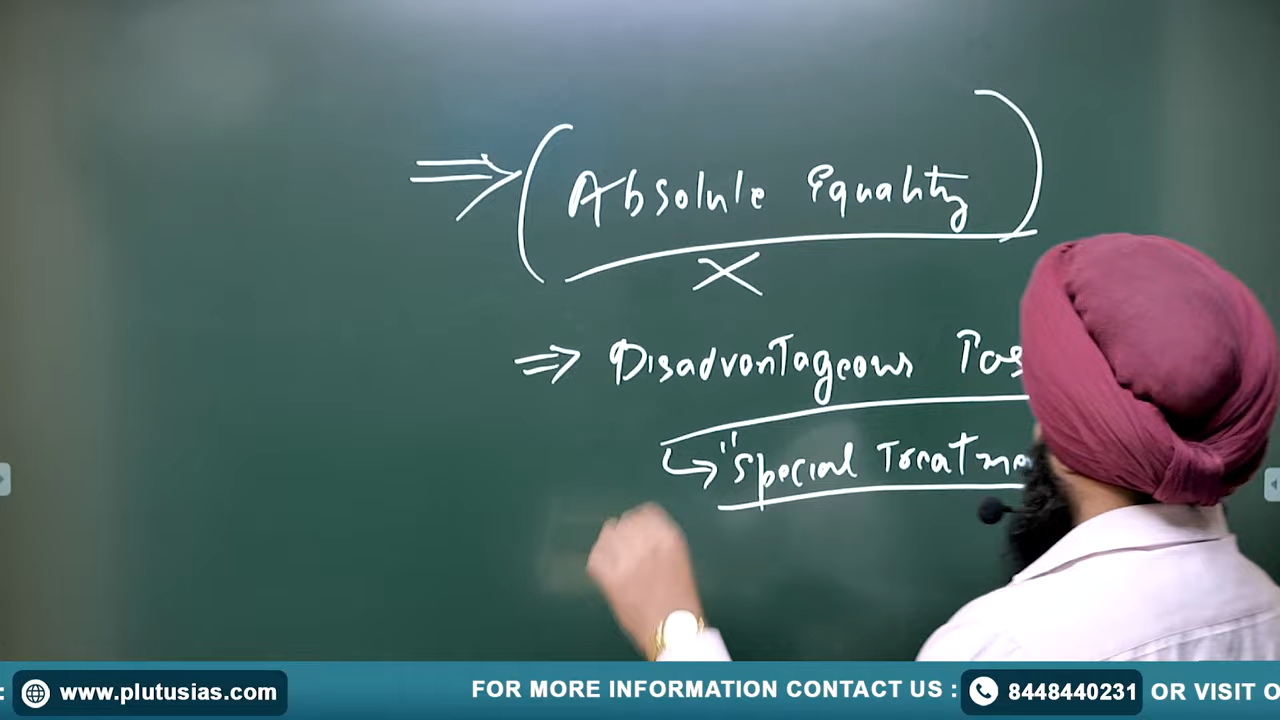 ⇒ (Absolute Equality)
X
⇒ Disadvantageous Pos
↳ "Special Treatme
: www.plutusias.com FOR MORE INFORMATION CONTACT US : 8448440231 OR VISIT O